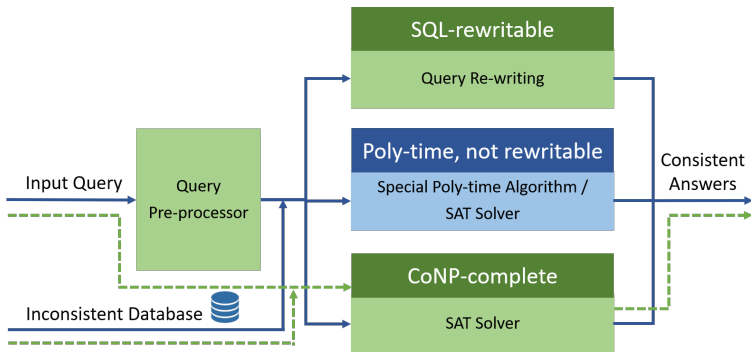 SQL-rewritable
Query Re-writing
Input Query
Query
Pre-processor
Poly-time, not rewritable
Special Poly-time Algorithm /
SAT Solver
Consistent
Answers
Inconsistent Database
CoNP-complete
SAT Solver